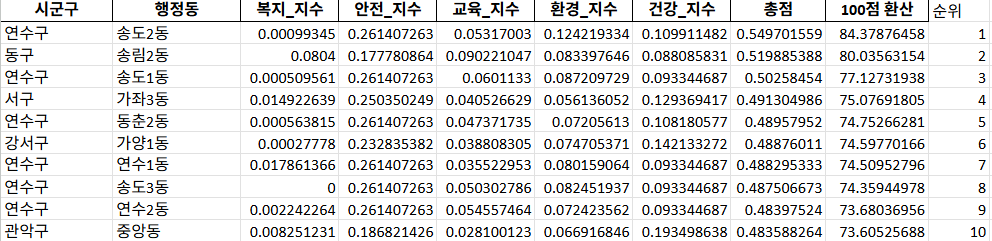 시군구 행정동 복지_지수 안전_지수 교육_지수 환경_지수 건강_지수 총점 100점 환산 순위
연수구 송도2동 0.00099345 0.261407263 0.05317003 0.124219334 0.109911482 0.549701559 84.37876458 1
동구 송림2동 0.0804 0.177780864 0.090221047 0.083397646 0.088085831 0.519885388 80.03563154 2
연수구 송도1동 0.000509561 0.261407263 0.0601133 0.087209729 0.093344687 0.50258454 77.12731938 3
서구 가좌3동 0.014922639 0.250350249 0.040526629 0.056136052 0.129369417 0.491304986 75.07691805 4
연수구 동춘2동 0.000563815 0.261407263 0.047371735 0.07205613 0.108180577 0.48957952 74.75266281 5
강서구 가양1동 0.00027778 0.232835382 0.038808305 0.074705371 0.142133272 0.48876011 74.59770166 6
연수구 연수1동 0.017861366 0.261407263 0.035522953 0.080159064 0.093344687 0.488295333 74.50952796 7
연수구 송도3동 0 0.261407263 0.050302786 0.082451937 0.093344687 0.487506673 74.35944978 8
연수구 연수2동 0.002242264 0.261407263 0.054557464 0.072423562 0.093344687 0.48397524 73.68036956 9
관악구 중앙동 0.008251231 0.186821426 0.028100123 0.066916846 0.193498638 0.483588264 73.60525688 10